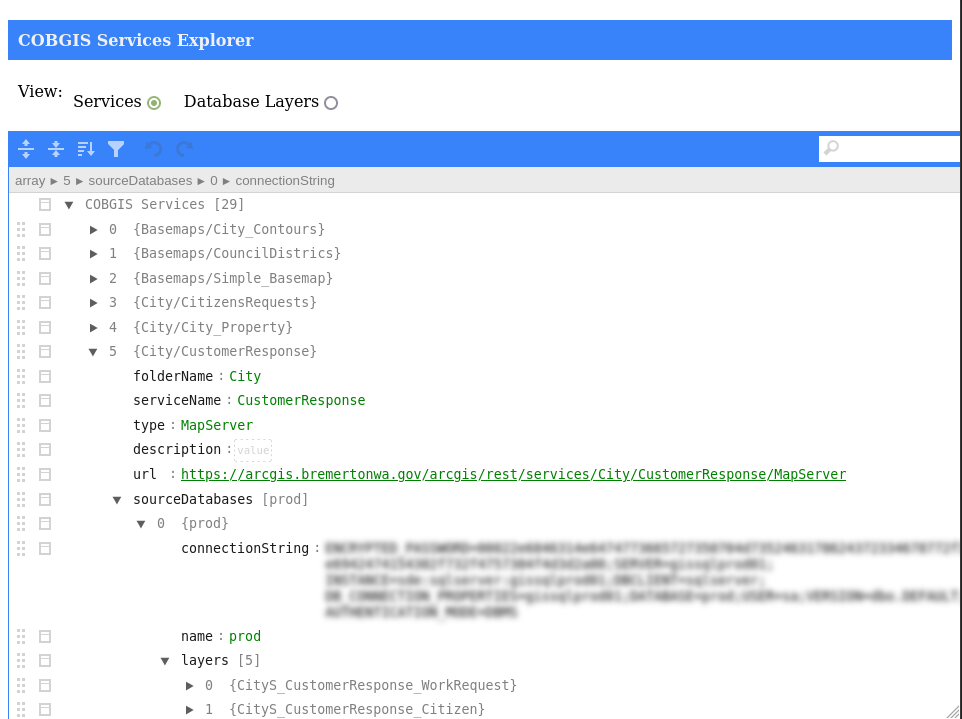 COBGIS Services Explorer
View: Services Database Layers
array ► 5 ► sourceDatabases ► 0 ► connectionString
COBGIS Services [29]
0 {Basemaps/City_Contours}
1 {Basemaps/CouncilDistrics}
2 {Basemaps/Simple_Basemap}
3 {City/CitizensRequests}
4 {City/City_Property}
5 {City/CustomerResponse}
folderName : City
serviceName : CustomerResponse
type : MapServer
description : value
url : https://arcgis.bremertonwa.gov/arcgis/rest/services/City/CustomerResponse/MapServer
sourceDatabases [prod]
0 {prod}
connectionString :
name : prod
layers [5]
0 {CityS_CustomerResponse_WorkRequest}
1 {CityS_CustomerResponse_Citizen}